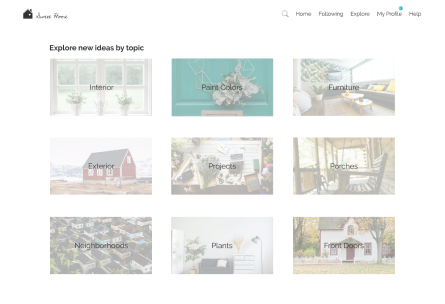 Sweet Home
Home Following Explore My Profile Help
Explore new ideas by topic
Interior
Paint Colors
Furniture
Exterior
Projects
Porches
Neighborhoods
Plants
Front Doors